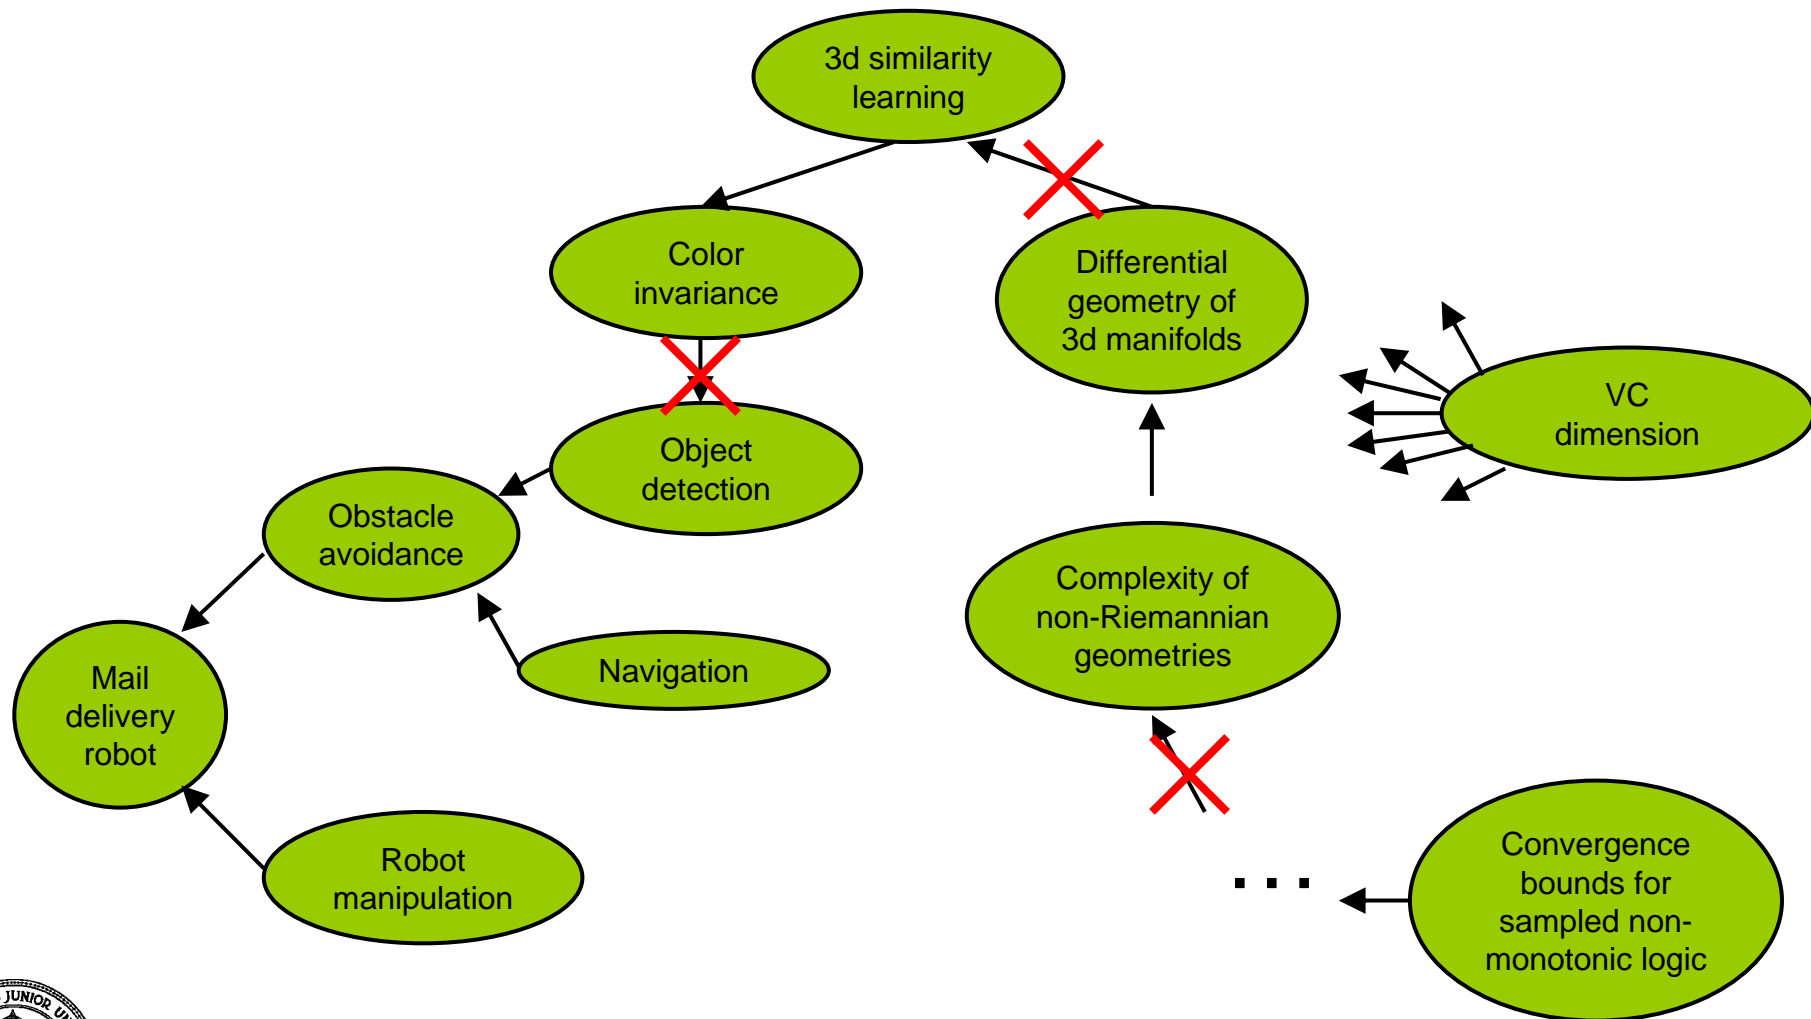 3d similarity
learning
Color
invariance
Differential
geometry of
3d manifolds
VC
dimension
Object
detection
Obstacle
avoidance
Complexity of
non-Riemannian
geometries
Navigation
Mail
delivery
robot
Robot
manipulation
. . .
Convergence
bounds for
sampled non-
monotonic logic
JUNIOR